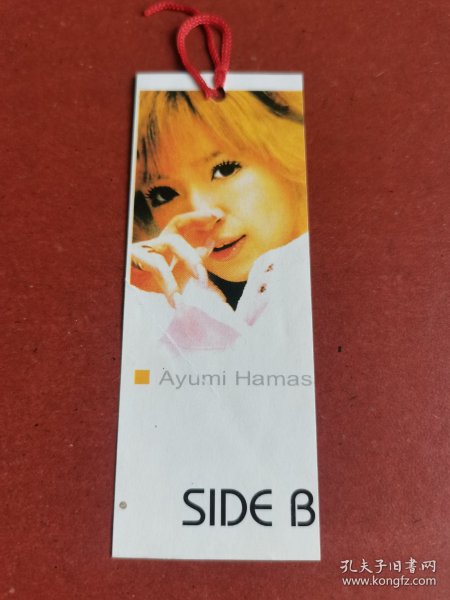 Ayumi Hamas
SIDE B
孔夫子旧书网
www.kongfz.com